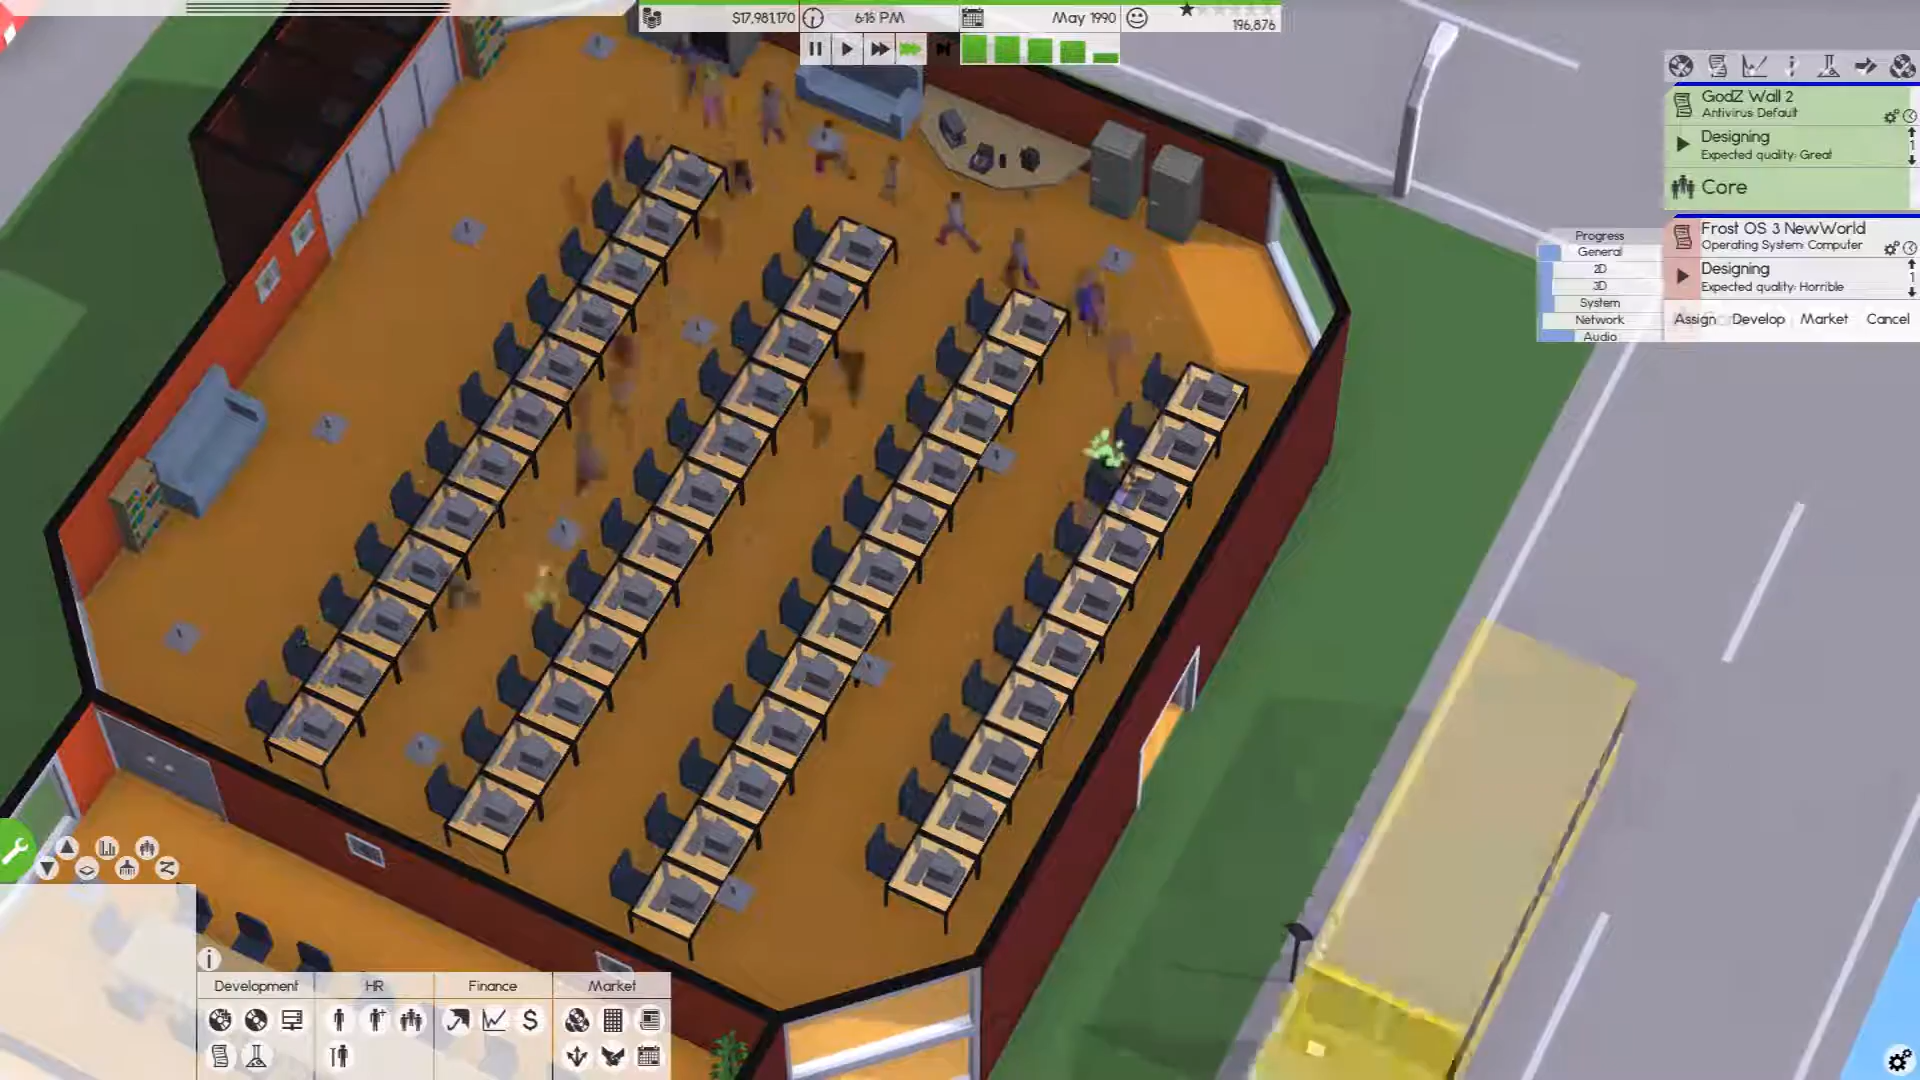 $17,981,170
6:16 PM
May 1990
196,876
GodZ Wall 2
Antivirus: Default
Designing
Expected quality: Great
1
Core
Frost OS 3 NewWorld
Operating System: Computer
Designing
Expected quality: Horrible
1
Assign Develop Market Cancel
Progress
General
2D
3D
System
Network
Audio
Development HR Finance Market